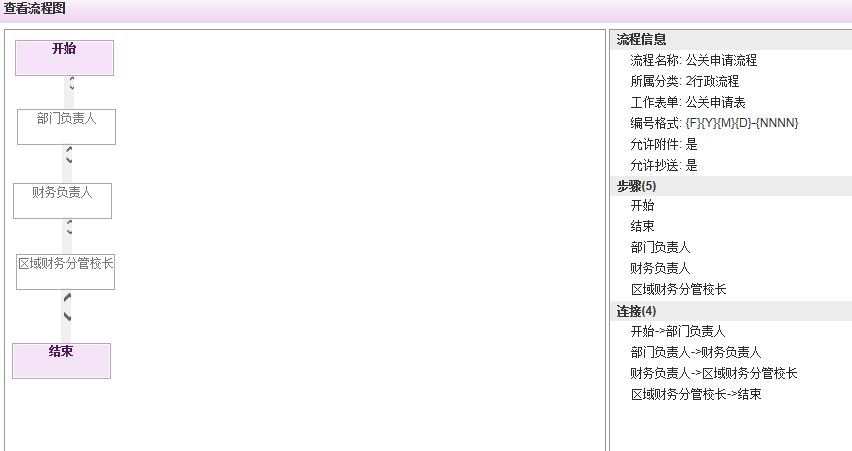 查看流程图
开始
部门负责人
财务负责人
区域财务分管校长
结束
流程信息
流程名称: 公关申请流程
所属分类: 2行政流程
工作表单: 公关申请表
编号格式: {F}{Y}{M}{D}-{NNNN}
允许附件: 是
允许抄送: 是
步骤(5)
开始
结束
部门负责人
财务负责人
区域财务分管校长
连接(4)
开始->部门负责人
部门负责人->财务负责人
财务负责人->区域财务分管校长
区域财务分管校长->结束